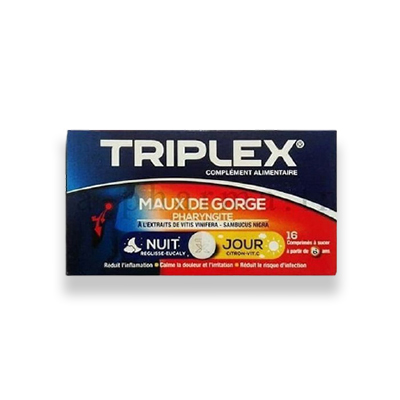 TRIPLEX®
COMPLÉMENT ALIMENTAIRE
MAUX DE GORGE
PHARYNGITE
À L'EXTRAITS DE VITIS VINIFERA - SAMBUCUS NIGRA
NUIT
RÉGLISSE-EUCALY
JOUR
CITRON-VIT.C
16
Comprimés à sucer
à partir de 6 ans
Réduit l'inflamation • Calme la douleur et l'irritation • Réduit le risque d'infection